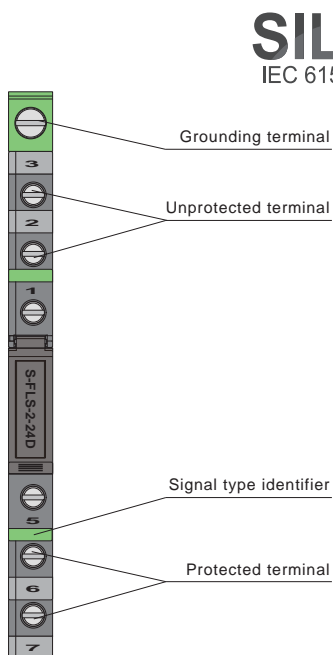 SIL
IEC 615
Grounding terminal
3
Unprotected terminal
2
1
S-FLS-2-24D
Signal type identifier
5
Protected terminal
6
7